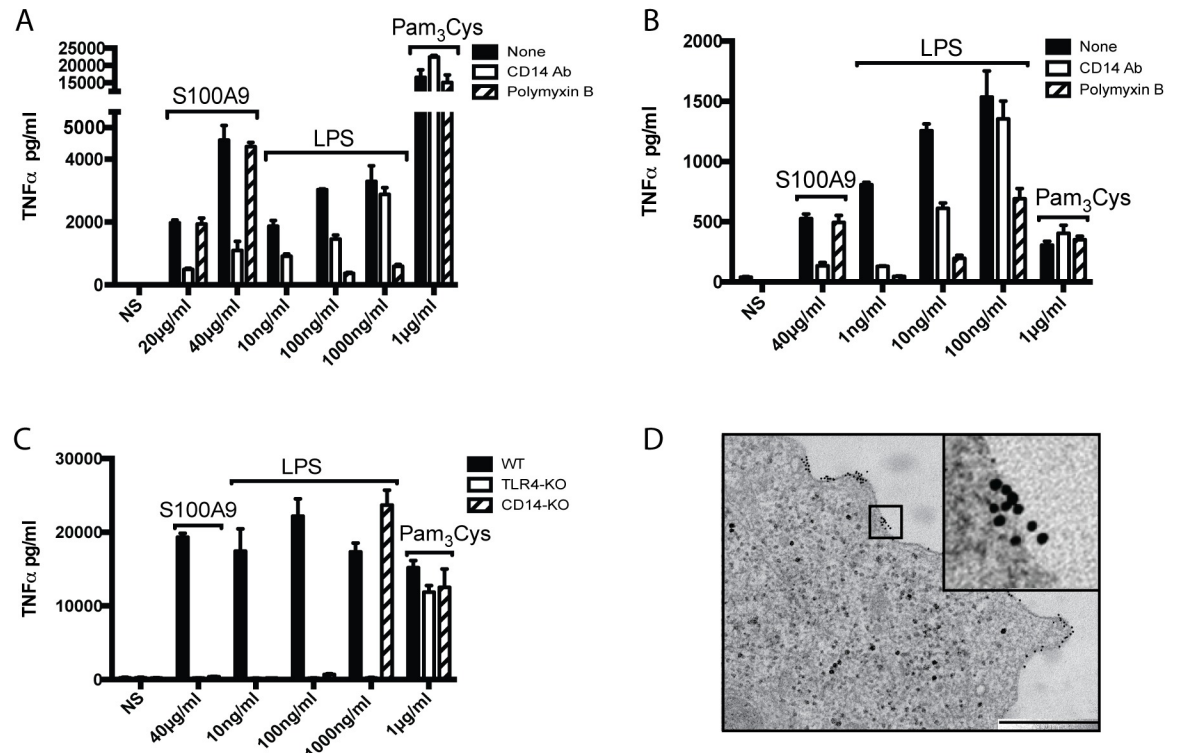 A
TNFα pg/ml
25000
20000
15000
5000
4000
2000
0
S100A9
LPS
Pam3Cys
None
CD14 Ab
Polymyxin B
NS
20µg/ml
40µg/ml
10ng/ml
100ng/ml
1000ng/ml
1µg/ml
B
TNFα pg/ml
2000
1500
1000
500
0
S100A9
LPS
Pam3Cys
None
CD14 Ab
Polymyxin B
NS
40µg/ml
1ng/ml
10ng/ml
100ng/ml
1µg/ml
C
TNFα pg/ml
30000
20000
10000
0
S100A9
LPS
Pam3Cys
WT
TLR4-KO
CD14-KO
NS
40µg/ml
10ng/ml
100ng/ml
1000ng/ml
1µg/ml
D